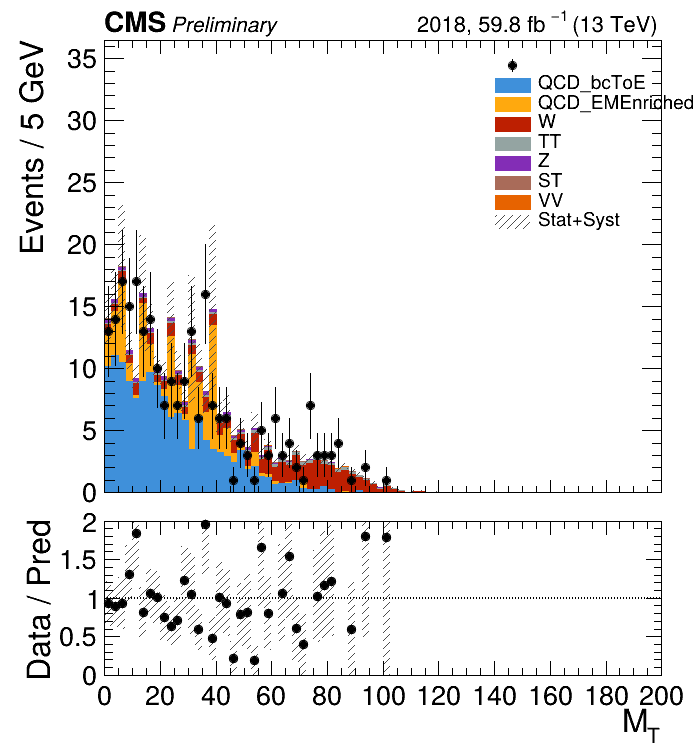 CMS Preliminary 2018, 59.8 fb⁻¹ (13 TeV)
Events / 5 GeV
35
30
25
20
15
10
5
0
QCD_bcToE
QCD_EMEnriched
W
TT
Z
ST
VV
Stat+Syst
Data / Pred
2
1.5
1
0.5
0
0 20 40 60 80 100 120 140 160 180 200
M_T